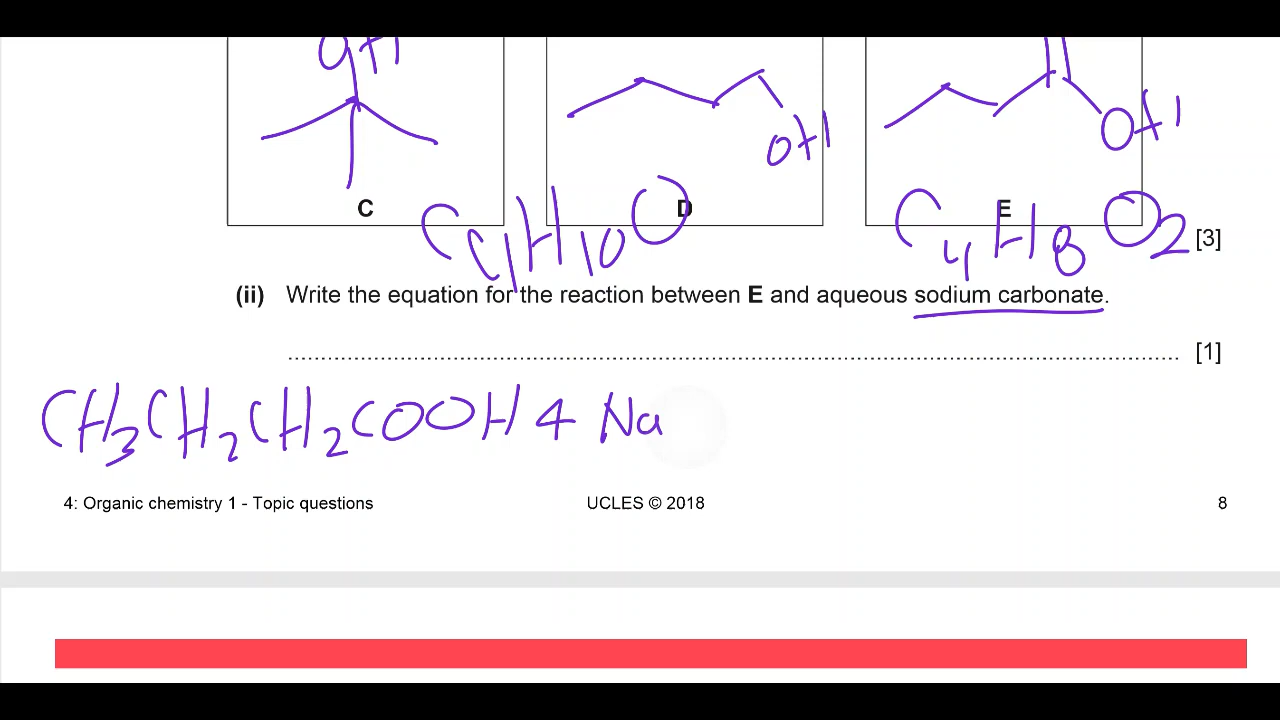 OH
OH
OH
C D E
C4H10O C4H8O2 [3]
(ii) Write the equation for the reaction between E and aqueous sodium carbonate.
[1]
CH3CH2CH2COOH + Na
4: Organic chemistry 1 - Topic questions UCLES © 2018 8